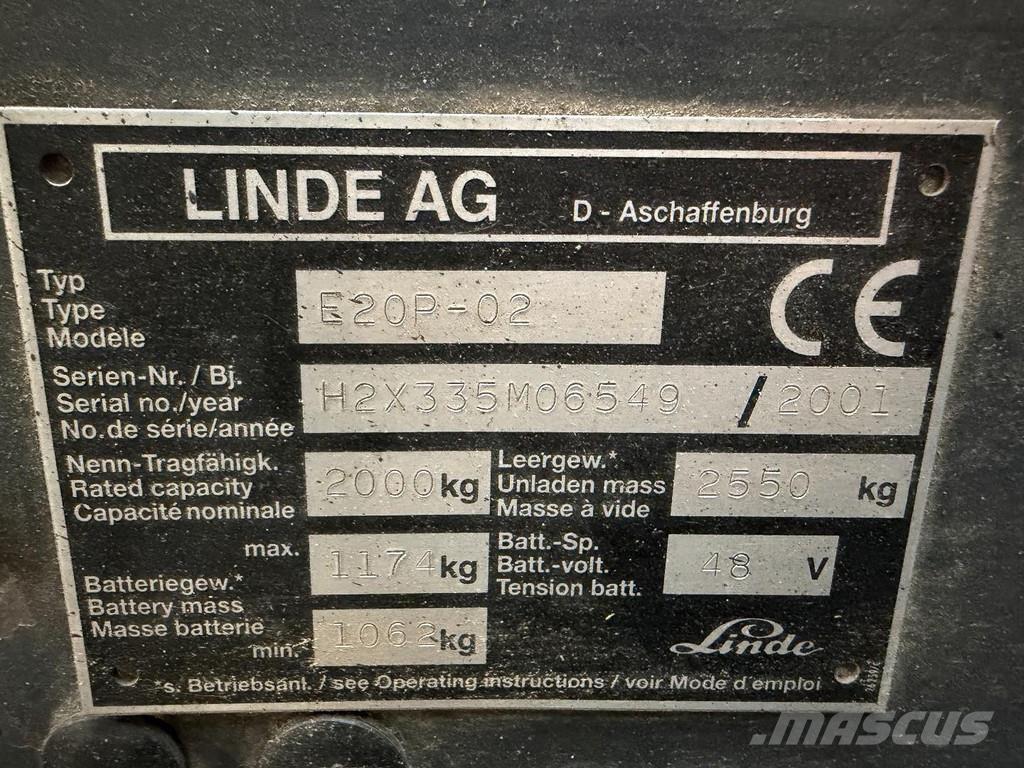 LINDE AG D - Aschaffenburg
Typ
Type
Modèle
E20P-02
CE
Serien-Nr. / Bj.
Serial no./year
No.de série/année
H2X335M06549 / 2001
Nenn-Tragfähigk.
Rated capacity
Capacité nominale
2000 kg
Leergew.*
Unladen mass
Masse à vide
2550 kg
max. 1174 kg
Batteriegew.*
Battery mass
Masse batterie
min. 1062 kg
Batt.-Sp.
Batt.-volt.
Tension batt.
48 V
Linde
*s. Betriebsanl. / see Operating instructions / voir Mode d'emploi
MASCUS